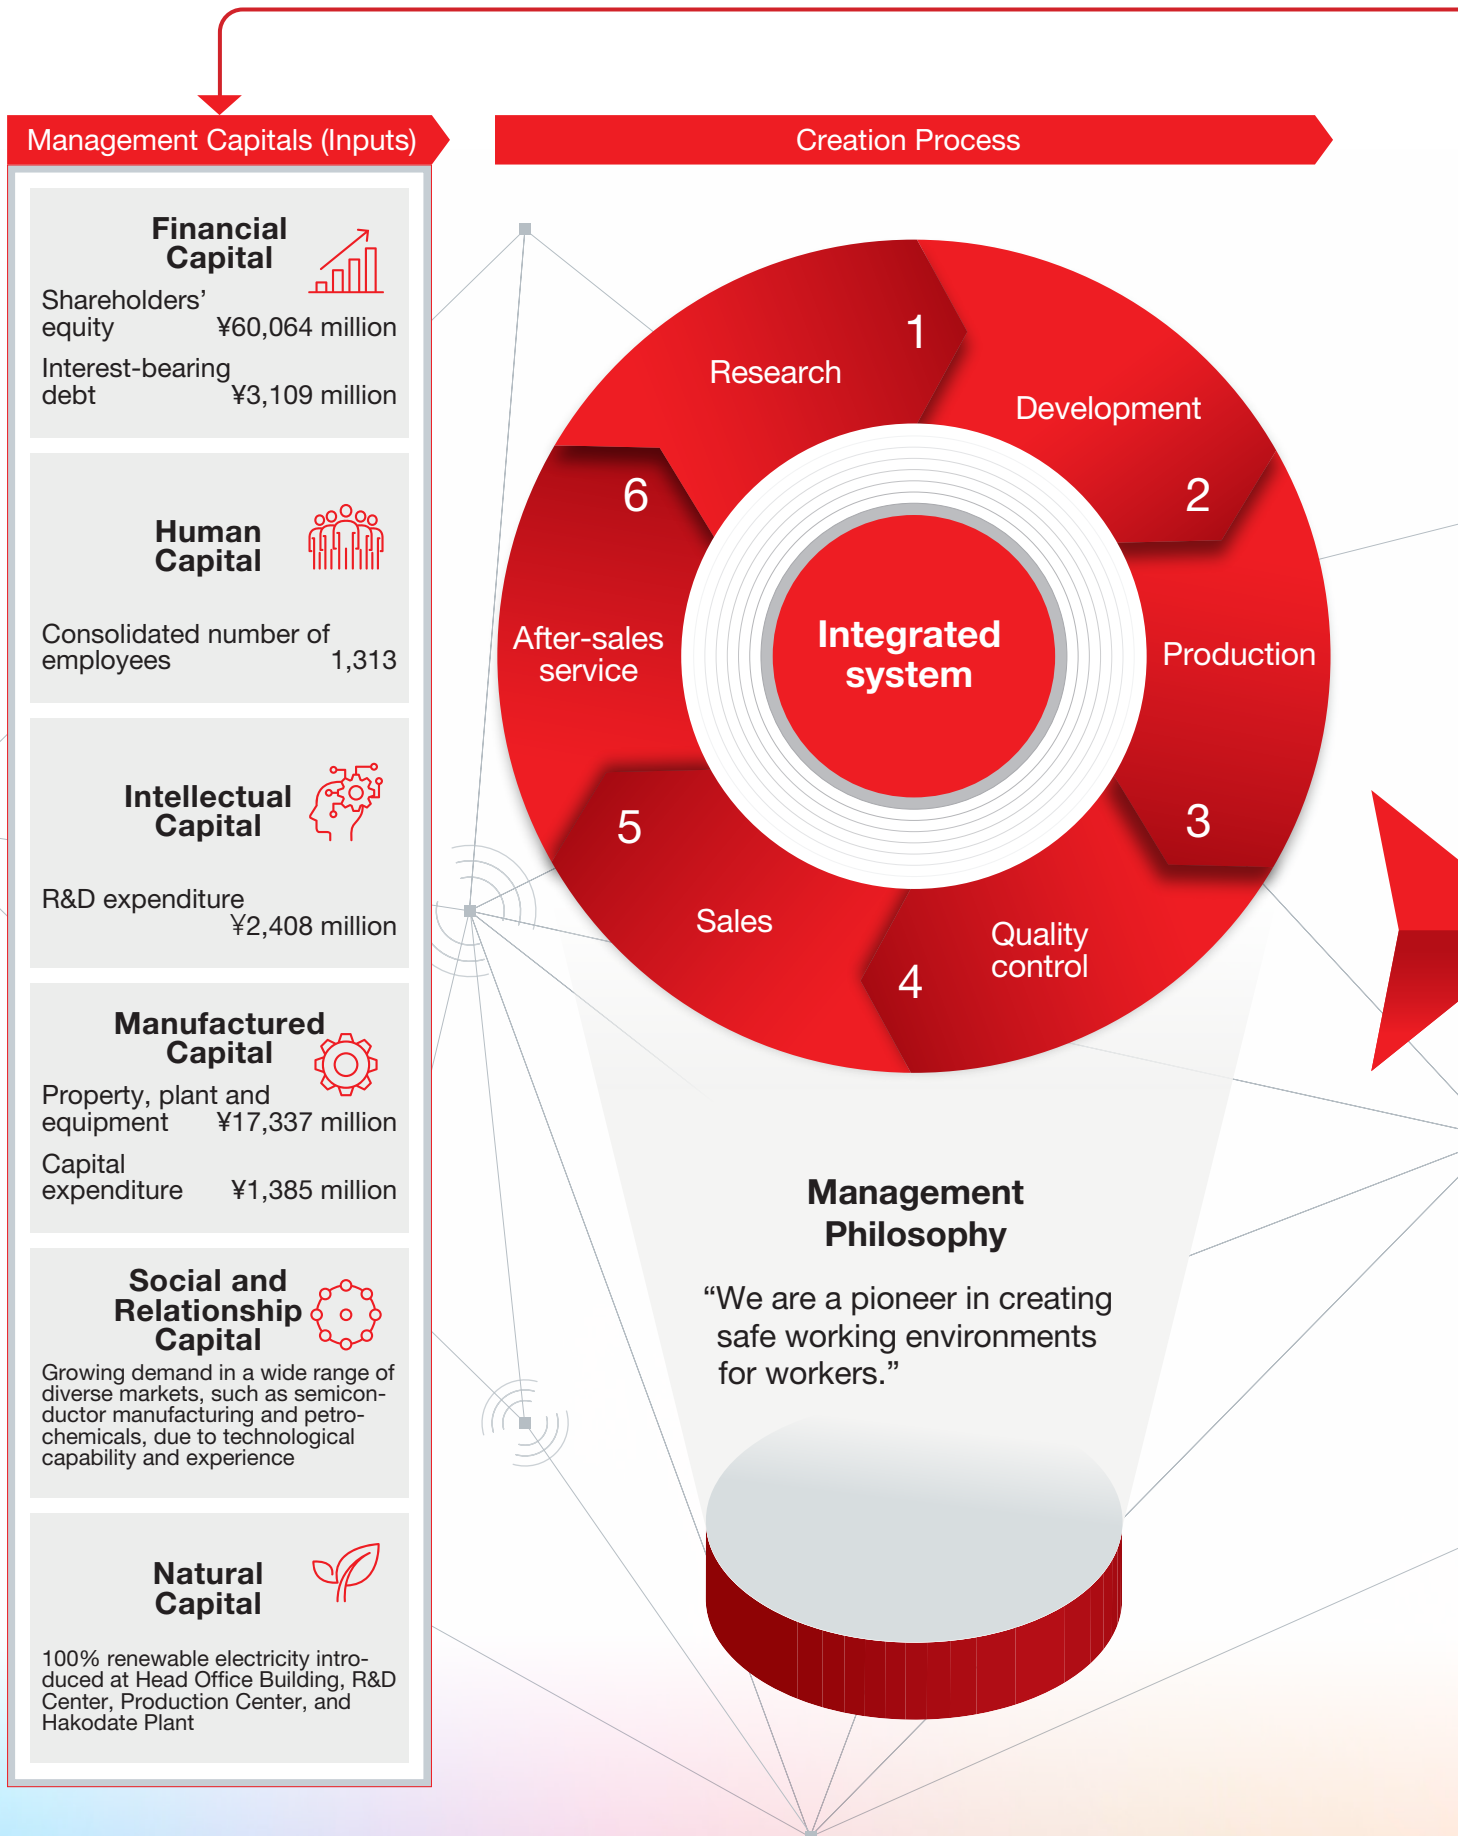 Management Capitals (Inputs)
Financial
Capital
Shareholders’
equity ¥60,064 million
Interest-bearing
debt ¥3,109 million
Human
Capital
Consolidated number of
employees 1,313
Intellectual
Capital
R&D expenditure
¥2,408 million
Manufactured
Capital
Property, plant and
equipment ¥17,337 million
Capital
expenditure ¥1,385 million
Social and
Relationship
Capital
Growing demand in a wide range of
diverse markets, such as semicon-
ductor manufacturing and petro-
chemicals, due to technological
capability and experience
Natural
Capital
100% renewable electricity intro-
duced at Head Office Building, R&D
Center, Production Center, and
Hakodate Plant
Creation Process
1
Research
Development
2
Production
3
Quality
control
4
Sales
5
After-sales
service
6
Integrated
system
Management
Philosophy
“We are a pioneer in creating
safe working environments
for workers.”